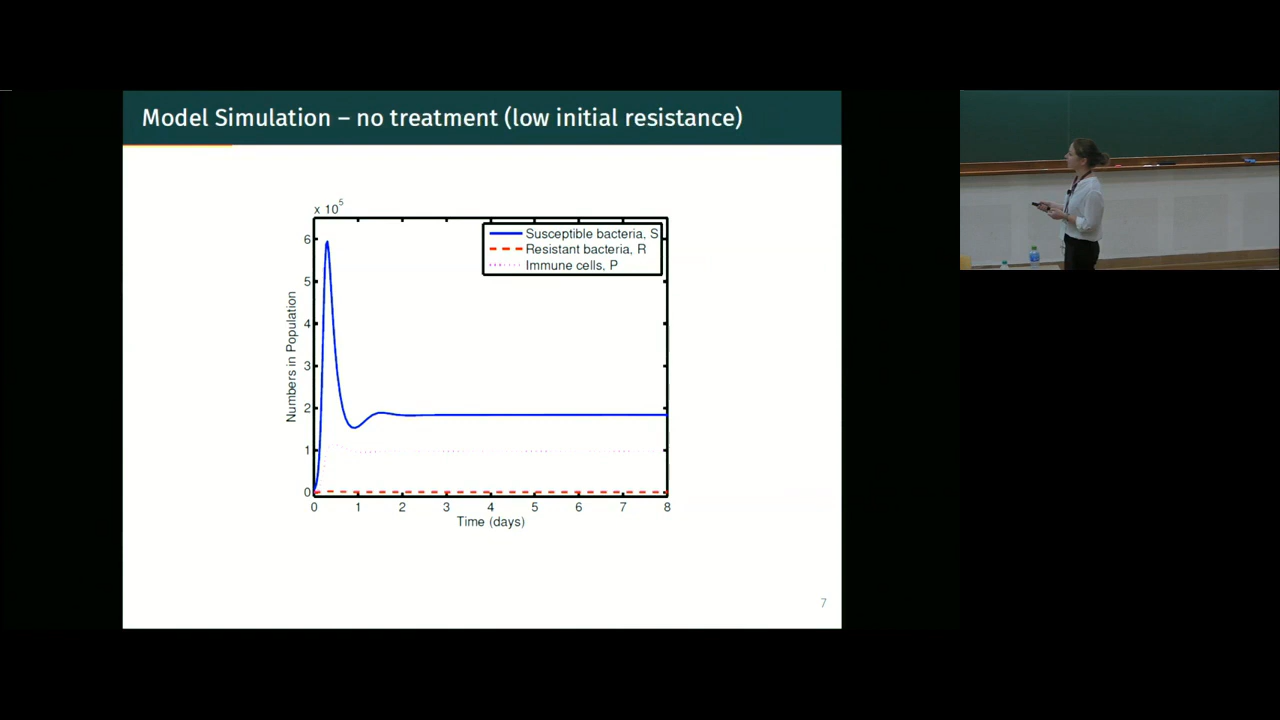 Model Simulation – no treatment (low initial resistance)
x 10^5
Susceptible bacteria, S
Resistant bacteria, R
Immune cells, P
6
5
4
3
2
1
0
Numbers in Population
0 1 2 3 4 5 6 7 8
Time (days)
7